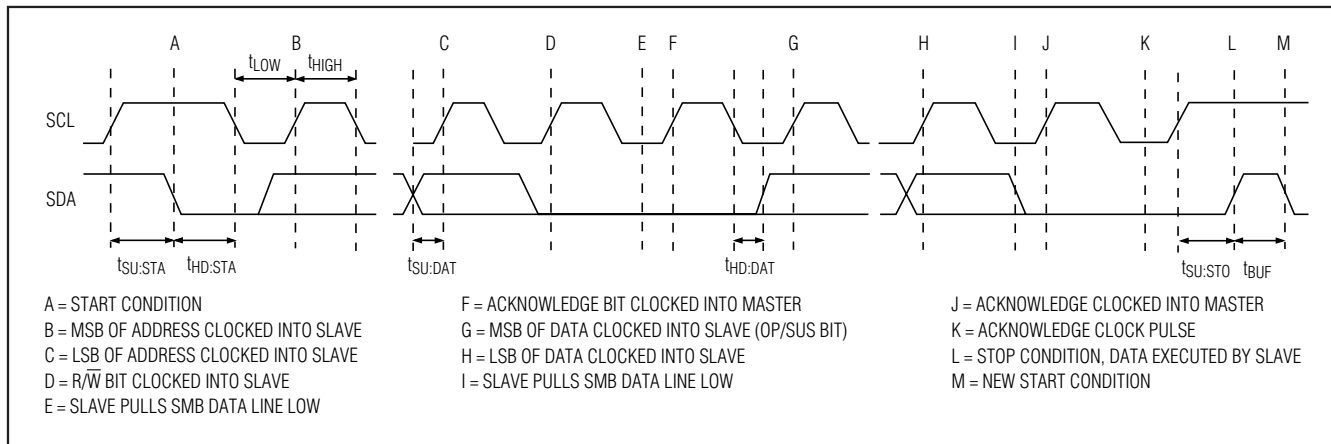 A B C D E F G H I J K L M
tLOW tHIGH
SCL
SDA
tSU:STA tHD:STA tSU:DAT tHD:DAT tSU:STO tBUF
A = START CONDITION
B = MSB OF ADDRESS CLOCKED INTO SLAVE
C = LSB OF ADDRESS CLOCKED INTO SLAVE
D = R/W̅ BIT CLOCKED INTO SLAVE
E = SLAVE PULLS SMB DATA LINE LOW
F = ACKNOWLEDGE BIT CLOCKED INTO MASTER
G = MSB OF DATA CLOCKED INTO SLAVE (OP/SUS BIT)
H = LSB OF DATA CLOCKED INTO SLAVE
I = SLAVE PULLS SMB DATA LINE LOW
J = ACKNOWLEDGE CLOCKED INTO MASTER
K = ACKNOWLEDGE CLOCK PULSE
L = STOP CONDITION, DATA EXECUTED BY SLAVE
M = NEW START CONDITION